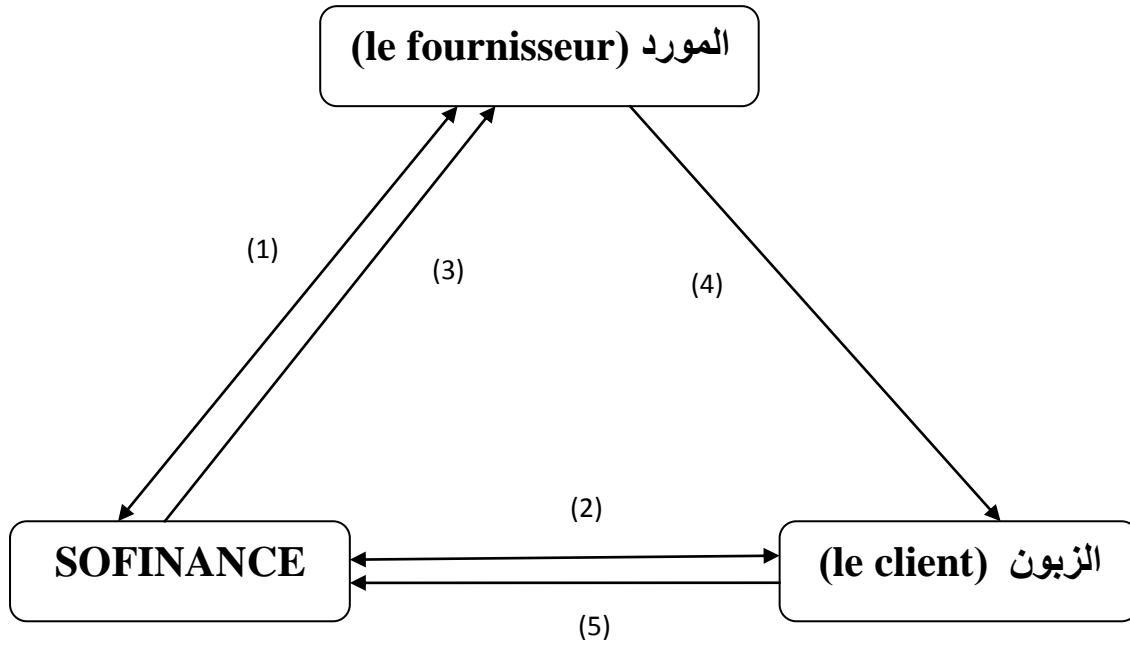 المورد (le fournisseur)
(1)
(3)
(4)
(2)
SOFINANCE
الزبون (le client)
(5)